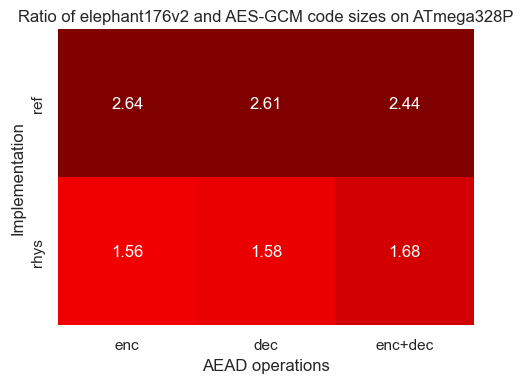 Ratio of elephant176v2 and AES-GCM code sizes on ATmega328P
Implementation
ref
2.64 2.61 2.44
rhys
1.56 1.58 1.68
enc dec enc+dec
AEAD operations